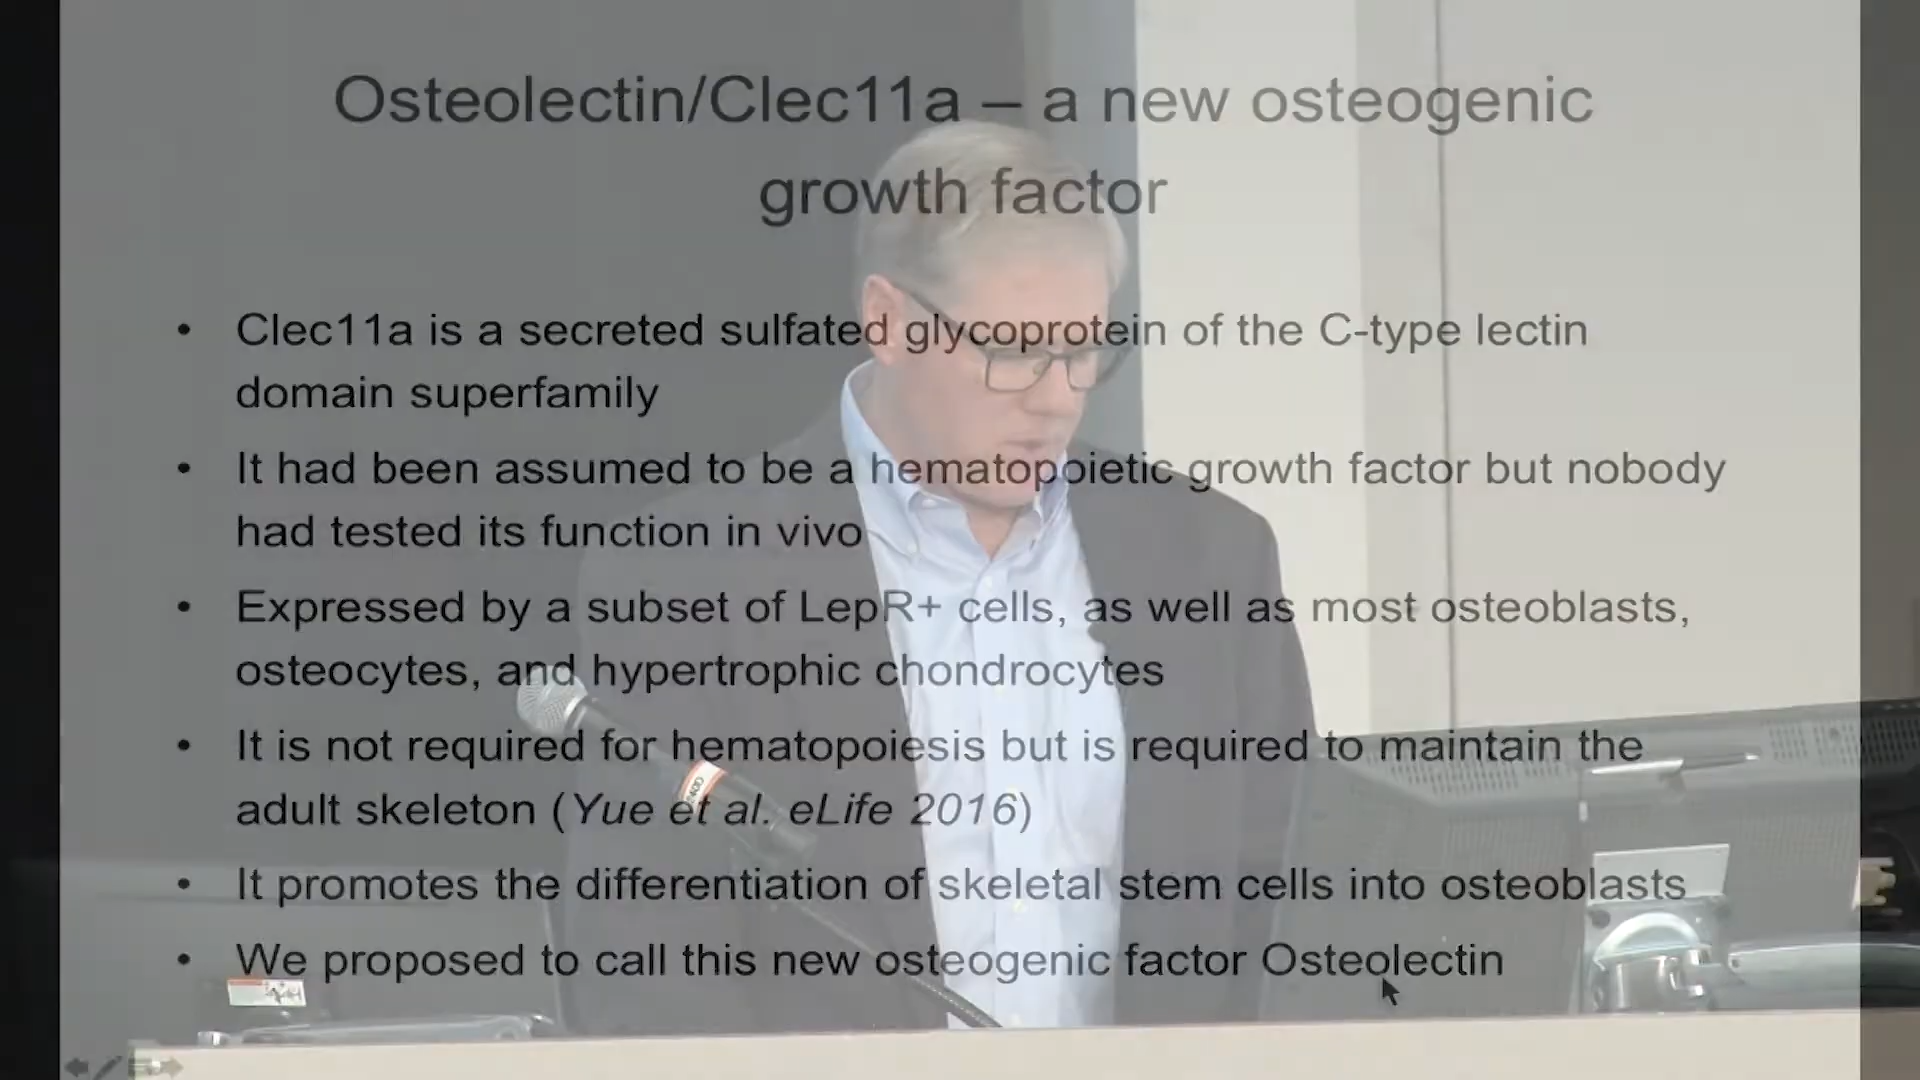 Osteolectin/Clec11a – a new osteogenic
growth factor
• Clec11a is a secreted sulfated glycoprotein of the C-type lectin
domain superfamily
• It had been assumed to be a hematopoietic growth factor but nobody
had tested its function in vivo
• Expressed by a subset of LepR+ cells, as well as most osteoblasts,
osteocytes, and hypertrophic chondrocytes
• It is not required for hematopoiesis but is required to maintain the
adult skeleton (Yue et al. eLife 2016)
• It promotes the differentiation of skeletal stem cells into osteoblasts
• We proposed to call this new osteogenic factor Osteolectin